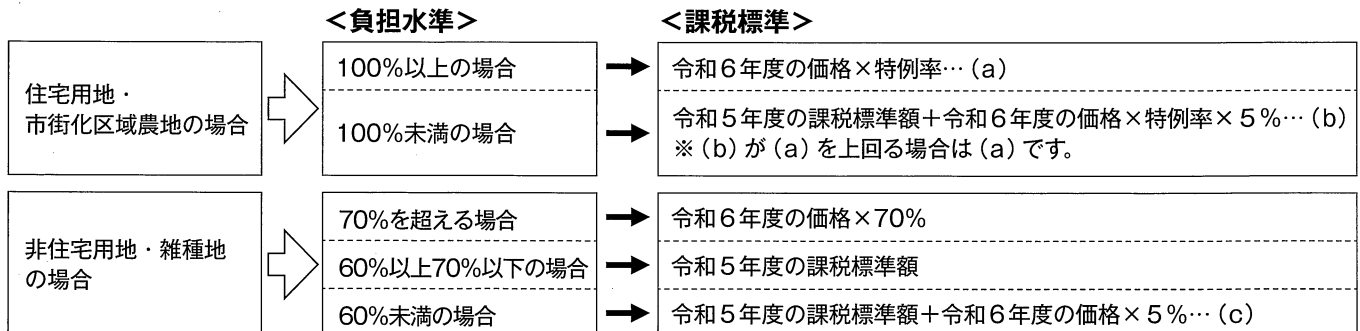 ＜負担水準＞ ＜課税標準＞
住宅用地・
市街化区域農地の場合
100％以上の場合
令和６年度の価格×特例率…（a）
100％未満の場合
令和５年度の課税標準額＋令和６年度の価格×特例率×５％…（b）
※（b）が（a）を上回る場合は（a）です。
非住宅用地・雑種地
の場合
70％を超える場合
令和６年度の価格×70％
60％以上70％以下の場合
令和５年度の課税標準額
60％未満の場合
令和５年度の課税標準額＋令和６年度の価格×５％…（c）